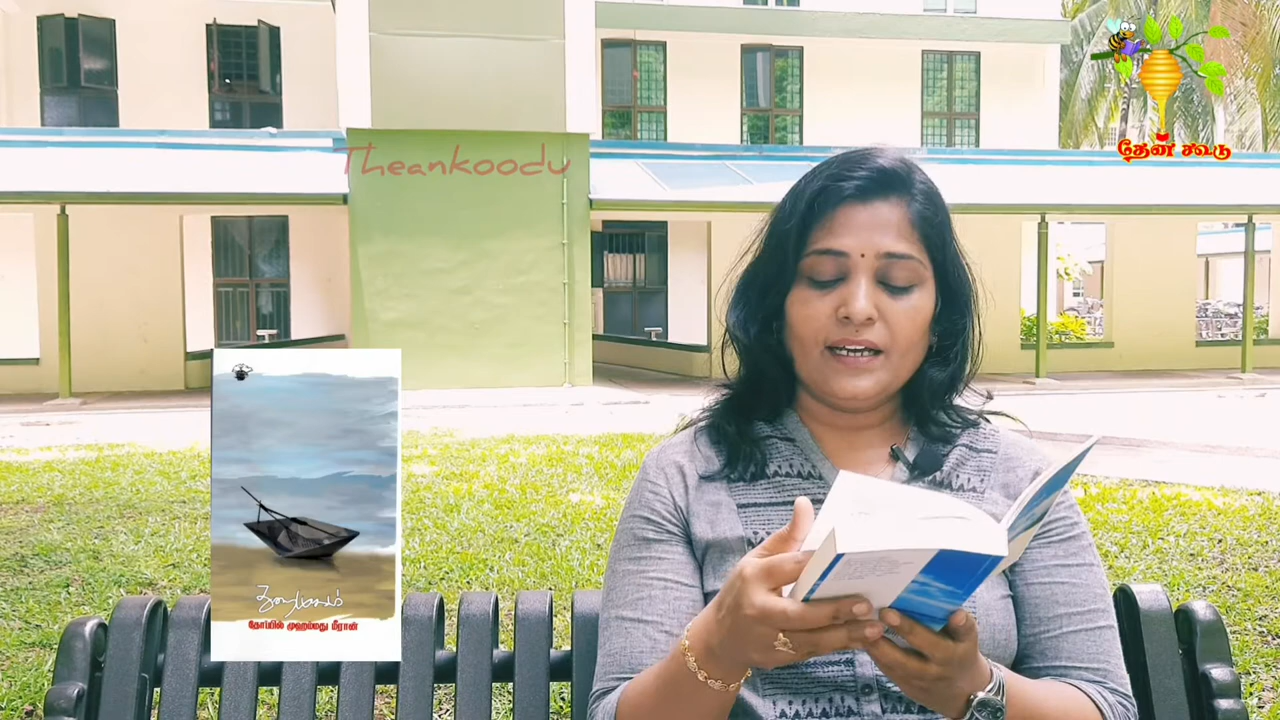 Theankoodu
தேன் கூடு
துறைமுகம்
தோப்பில் முஹம்மது மீரான்